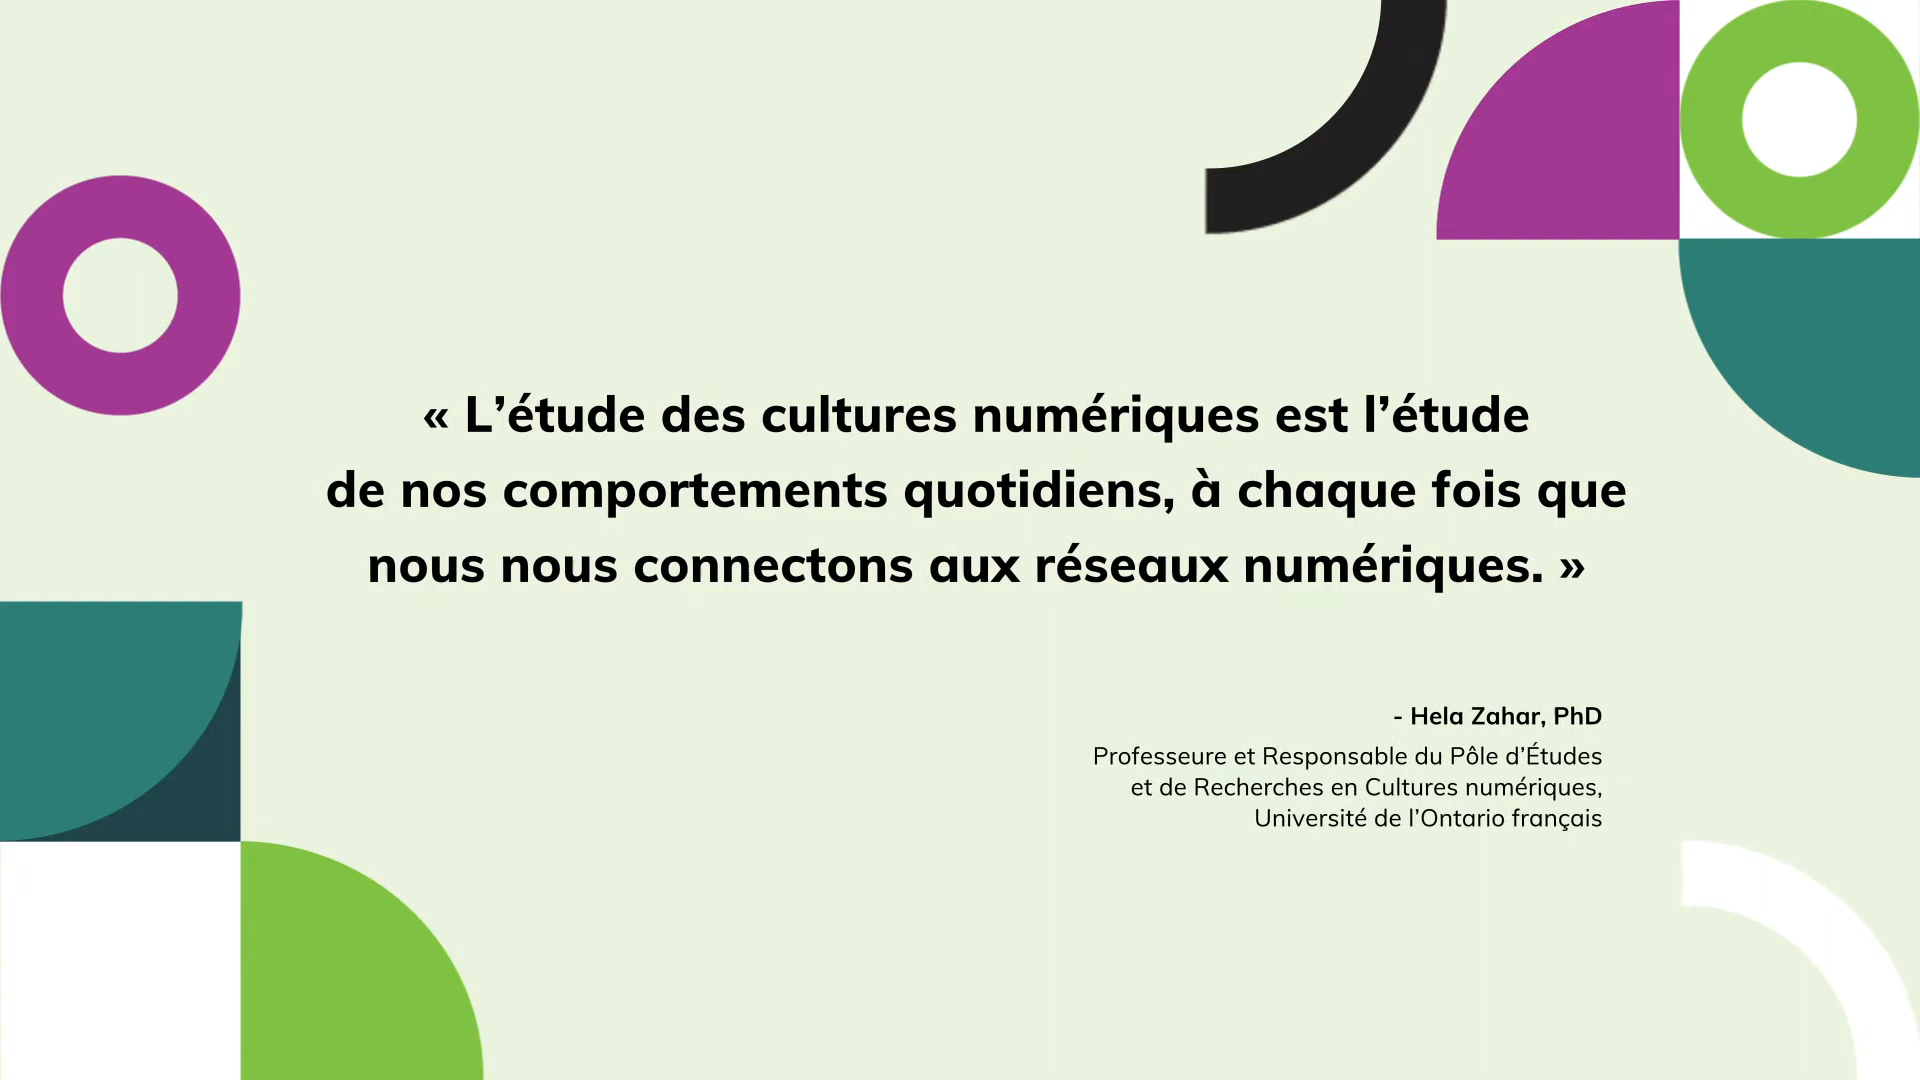 « L’étude des cultures numériques est l’étude
de nos comportements quotidiens, à chaque fois que
nous nous connectons aux réseaux numériques. »
- Hela Zahar, PhD
Professeure et Responsable du Pôle d’Études
et de Recherches en Cultures numériques,
Université de l’Ontario français